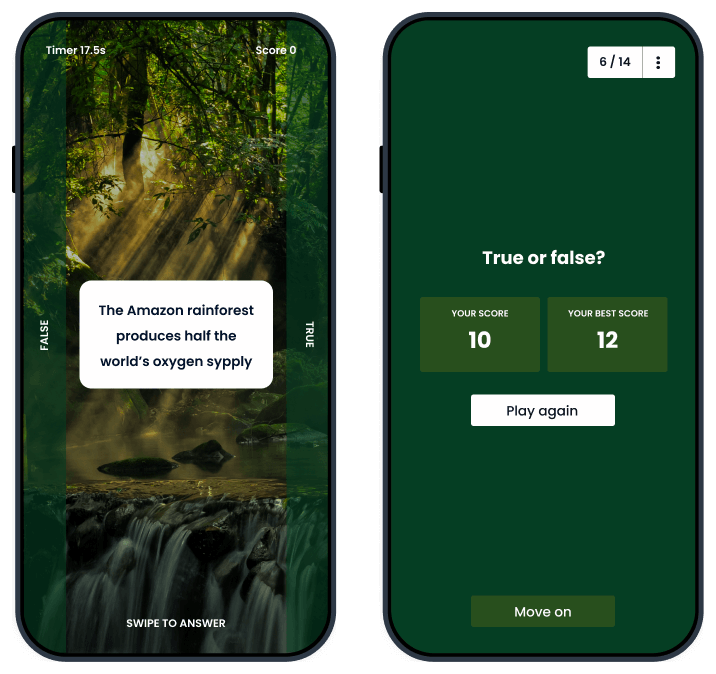 Timer 17.5s
Score 0
The Amazon rainforest
produces half the
world's oxygen sypply
FALSE
TRUE
SWIPE TO ANSWER
6 / 14
True or false?
YOUR SCORE
10
YOUR BEST SCORE
12
Play again
Move on